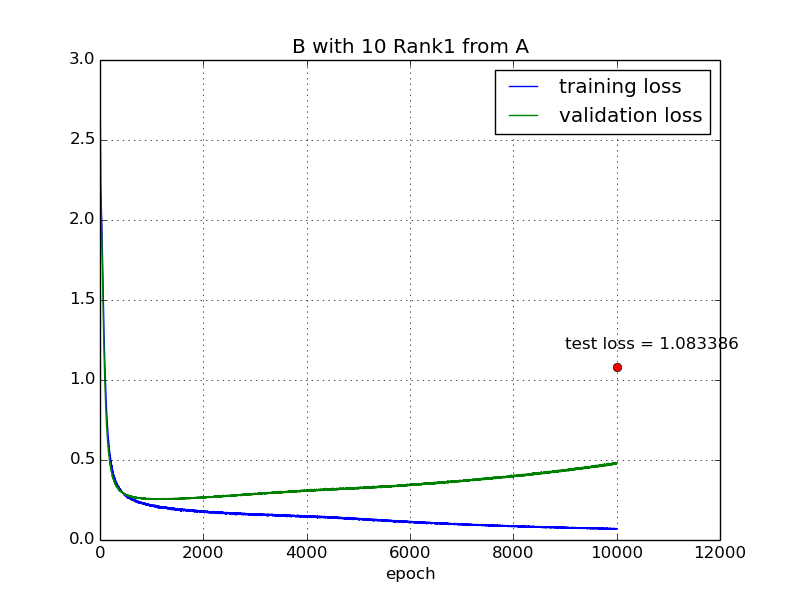 B with 10 Rank1 from A
3.0
2.5
2.0
1.5
1.0
0.5
0.0
training loss
validation loss
test loss = 1.083386
0 2000 4000 6000 8000 10000 12000
epoch